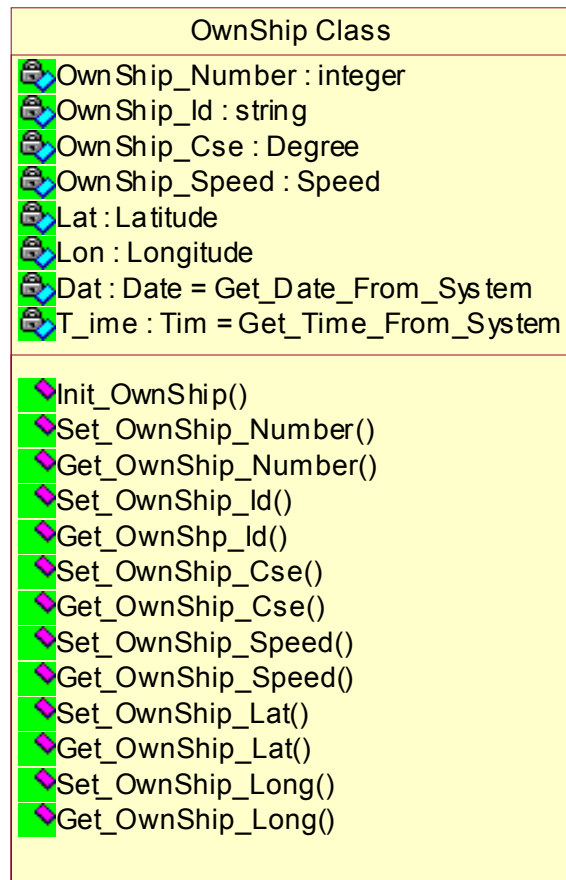 OwnShip Class
OwnShip_Number : integer
OwnShip_Id : string
OwnShip_Cse : Degree
OwnShip_Speed : Speed
Lat : Latitude
Lon : Longitude
Dat : Date = Get_Date_From_System
T_ime : Tim = Get_Time_From_System
Init_OwnShip()
Set_OwnShip_Number()
Get_OwnShip_Number()
Set_OwnShip_Id()
Get_OwnShp_Id()
Set_OwnShip_Cse()
Get_OwnShip_Cse()
Set_OwnShip_Speed()
Get_OwnShip_Speed()
Set_OwnShip_Lat()
Get_OwnShip_Lat()
Set_OwnShip_Long()
Get_OwnShip_Long()